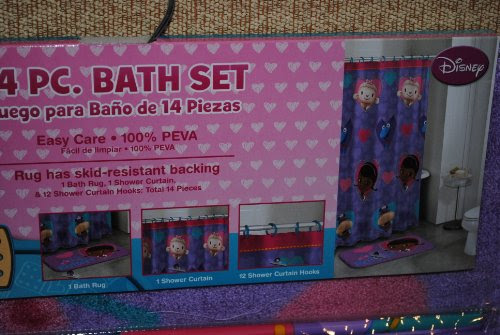 4 PC. BATH SET
uego para Baño de 14 Piezas
Easy Care • 100% PEVA
Fácil de limpiar • 100% PEVA
Rug has skid-resistant backing
1 Bath Rug, 1 Shower Curtain,
& 12 Shower Curtain Hooks: Total 14 Pieces
1 Bath Rug
1 Shower Curtain
12 Shower Curtain Hooks
Disney